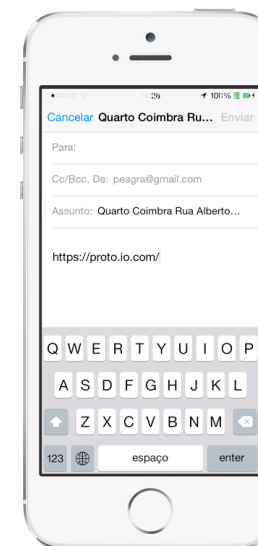 100%
Cancelar Quarto Coimbra Ru... Enviar
Para:
Cc/Bcc, De: peagra@gmail.com
Assunto: Quarto Coimbra Rua Alberto...
https://proto.io.com/
Q W E R T Y U I O P
A S D F G H J K L
Z X C V B N M
123 espaço enter